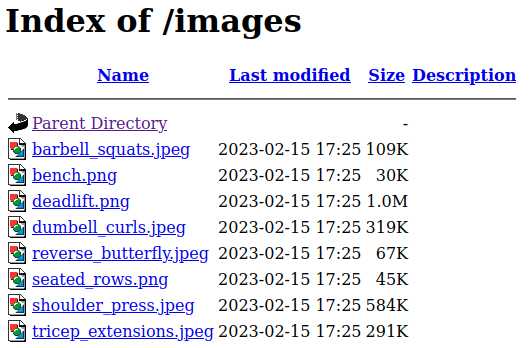 Index of /images
Name Last modified Size Description
Parent Directory -
barbell_squats.jpeg 2023-02-15 17:25 109K
bench.png 2023-02-15 17:25 30K
deadlift.png 2023-02-15 17:25 1.0M
dumbell_curls.jpeg 2023-02-15 17:25 319K
reverse_butterfly.jpeg 2023-02-15 17:25 67K
seated_rows.png 2023-02-15 17:25 45K
shoulder_press.jpeg 2023-02-15 17:25 584K
tricep_extensions.jpeg 2023-02-15 17:25 291K